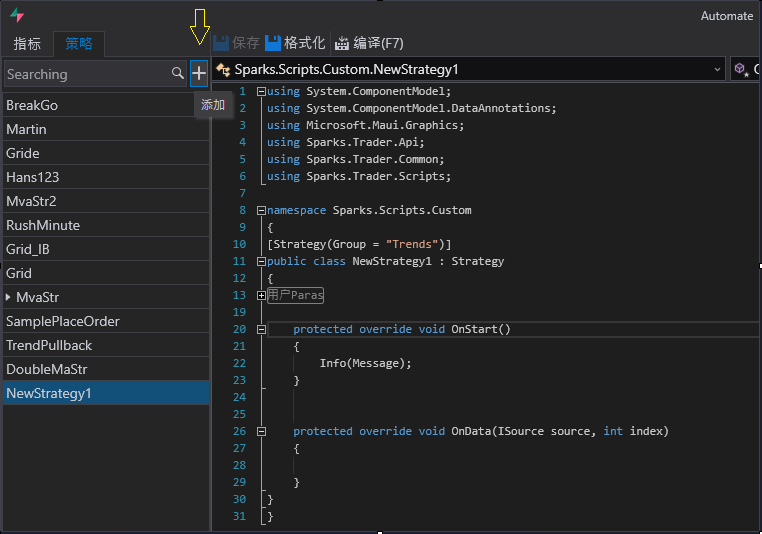 Automate
指标 策略 保存 格式化 编译(F7)
Searching
Sparks.Scripts.Custom.NewStrategy1
添加
BreakGo
Martin
Gride
Hans123
MvaStr2
RushMinute
Grid_IB
Grid
MvaStr
SamplePlaceOrder
TrendPullback
DoubleMaStr
NewStrategy1
1 using System.ComponentModel;
2 using System.ComponentModel.DataAnnotations;
3 using Microsoft.Maui.Graphics;
4 using Sparks.Trader.Api;
5 using Sparks.Trader.Common;
6 using Sparks.Trader.Scripts;
7
8 namespace Sparks.Scripts.Custom
9 {
10 [Strategy(Group = "Trends")]
11 public class NewStrategy1 : Strategy
12 {
13 用户Paras
19
20 protected override void OnStart()
21 {
22 Info(Message);
23 }
24
25
26 protected override void OnData(ISource source, int index)
27 {
28
29 }
30 }
31 }